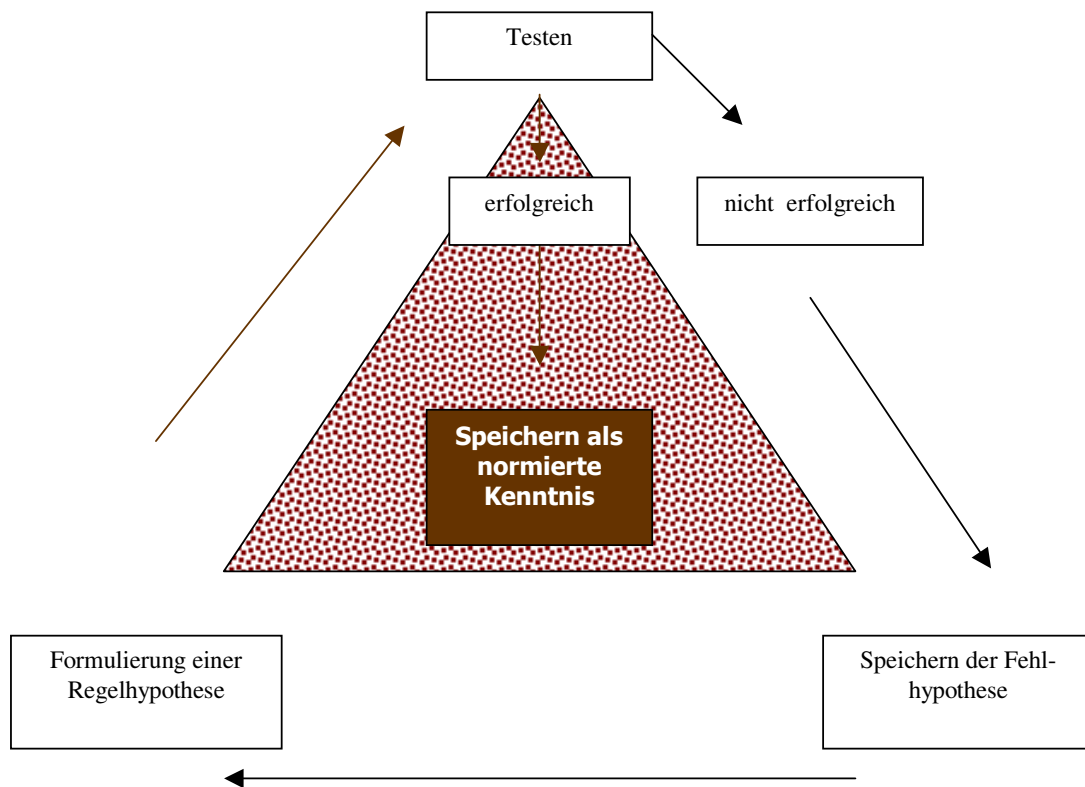 Testen
erfolgreich
nicht erfolgreich
Speichern als
normierte
Kenntnis
Formulierung einer
Regelhypothese
Speichern der Fehl-
hypothese